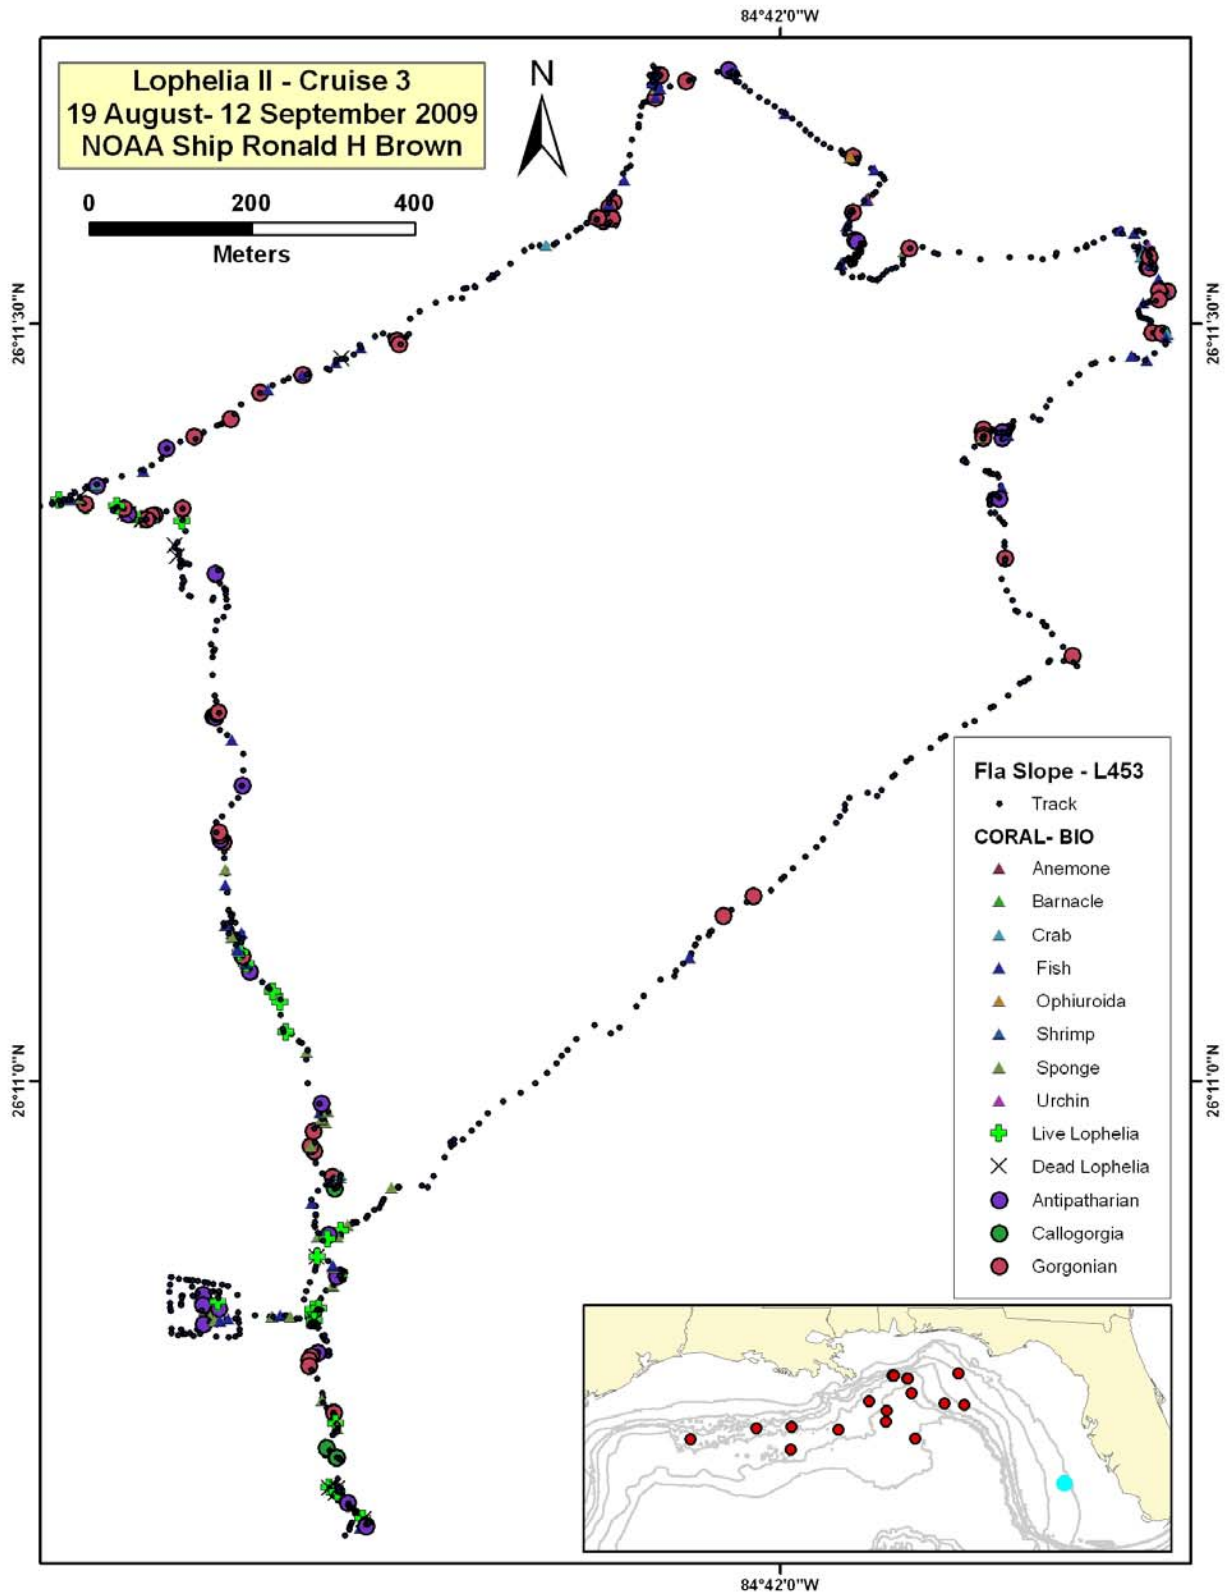 84°42'0"W
Lophelia II - Cruise 3
19 August- 12 September 2009
NOAA Ship Ronald H Brown
N
0 200 400
Meters
26°11'30"N
26°11'30"N
Fla Slope - L453
Track
CORAL- BIO
Anemone
Barnacle
Crab
Fish
Ophiuroida
Shrimp
Sponge
Urchin
Live Lophelia
Dead Lophelia
Antipatharian
Callogorgia
Gorgonian
26°11'0"N
26°11'0"N
84°42'0"W